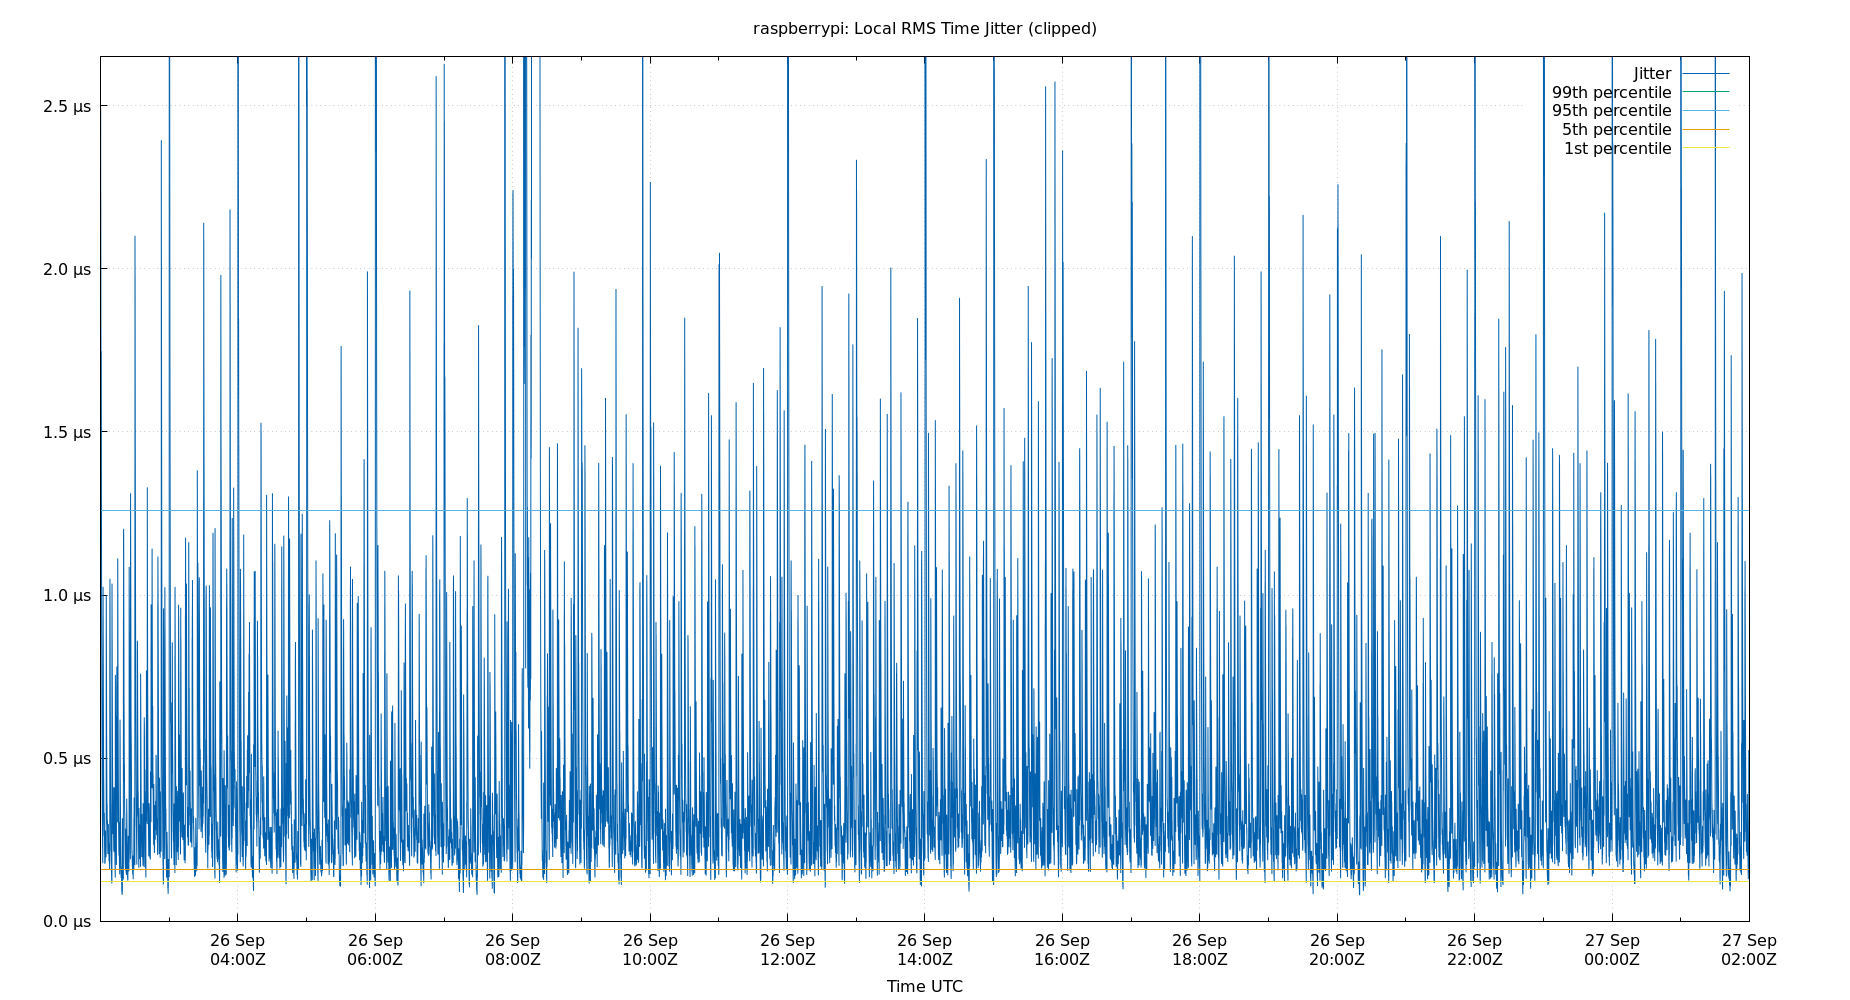 raspberrypi: Local RMS Time Jitter (clipped)
Jitter
99th percentile
95th percentile
5th percentile
1st percentile
2.5 µs
2.0 µs
1.5 µs
1.0 µs
0.5 µs
0.0 µs
26 Sep 26 Sep 26 Sep 26 Sep 26 Sep 26 Sep 26 Sep 26 Sep 26 Sep 26 Sep 27 Sep 27 Sep
04:00Z 06:00Z 08:00Z 10:00Z 12:00Z 14:00Z 16:00Z 18:00Z 20:00Z 22:00Z 00:00Z 02:00Z
Time UTC